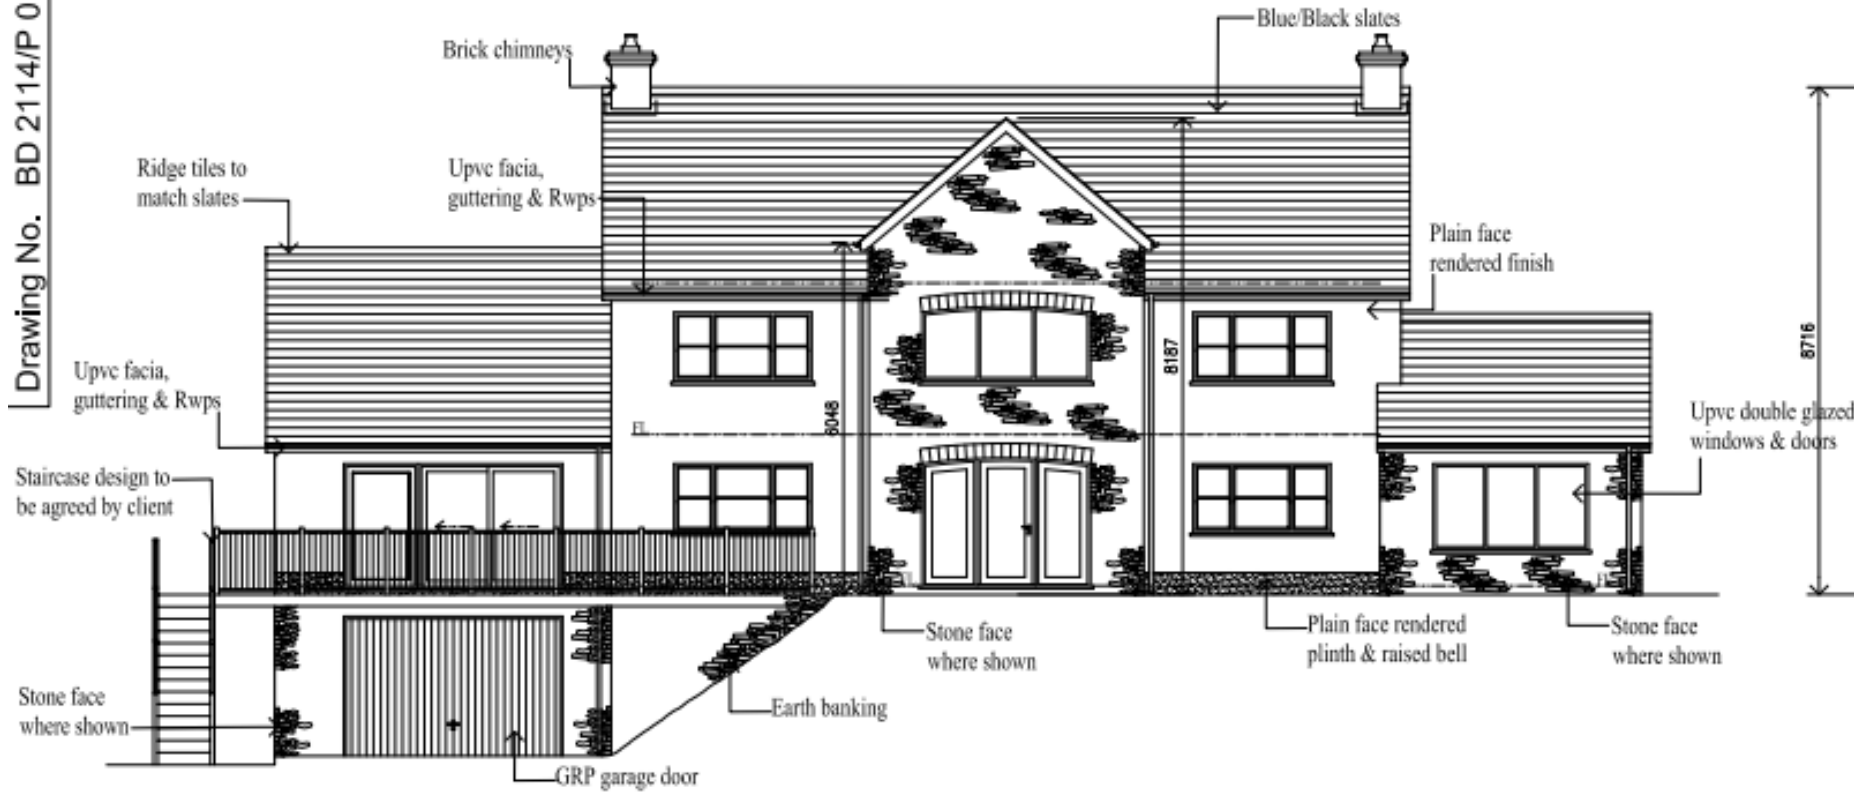 Drawing No. BD 2114/P 0
Blue/Black slates
Brick chimneys
Ridge tiles to
match slates
Upvc facia,
guttering & Rwps
Plain face
rendered finish
8716
8187
6048
Upvc facia,
guttering & Rwps
FL
Upvc double glazed
windows & doors
Staircase design to
be agreed by client
FL
FL
Stone face
where shown
Plain face rendered
plinth & raised bell
Stone face
where shown
Stone face
where shown
Earth banking
GRP garage door